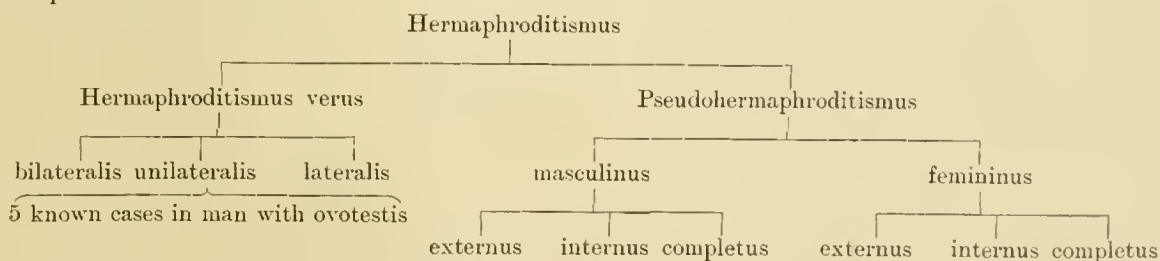 Hermaphroditismus
Hermaphroditismus verus Pseudohermaphroditismus
bilateralis unilateralis lateralis masculinus femininus
5 known cases in man with ovotestis
externus internus completus externus internus completus